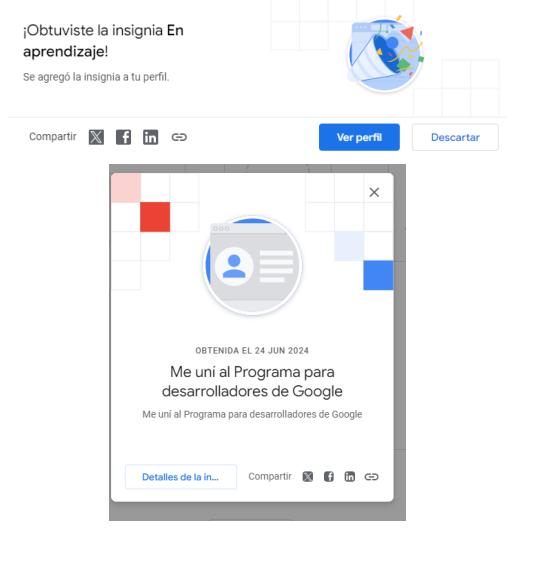 ¡Obtuviste la insignia En
aprendizaje!
Se agregó la insignia a tu perfil.
Compartir
Ver perfil
Descartar
OBTENIDA EL 24 JUN 2024
Me uní al Programa para
desarrolladores de Google
Me uní al Programa para desarrolladores de Google
Detalles de la in...
Compartir